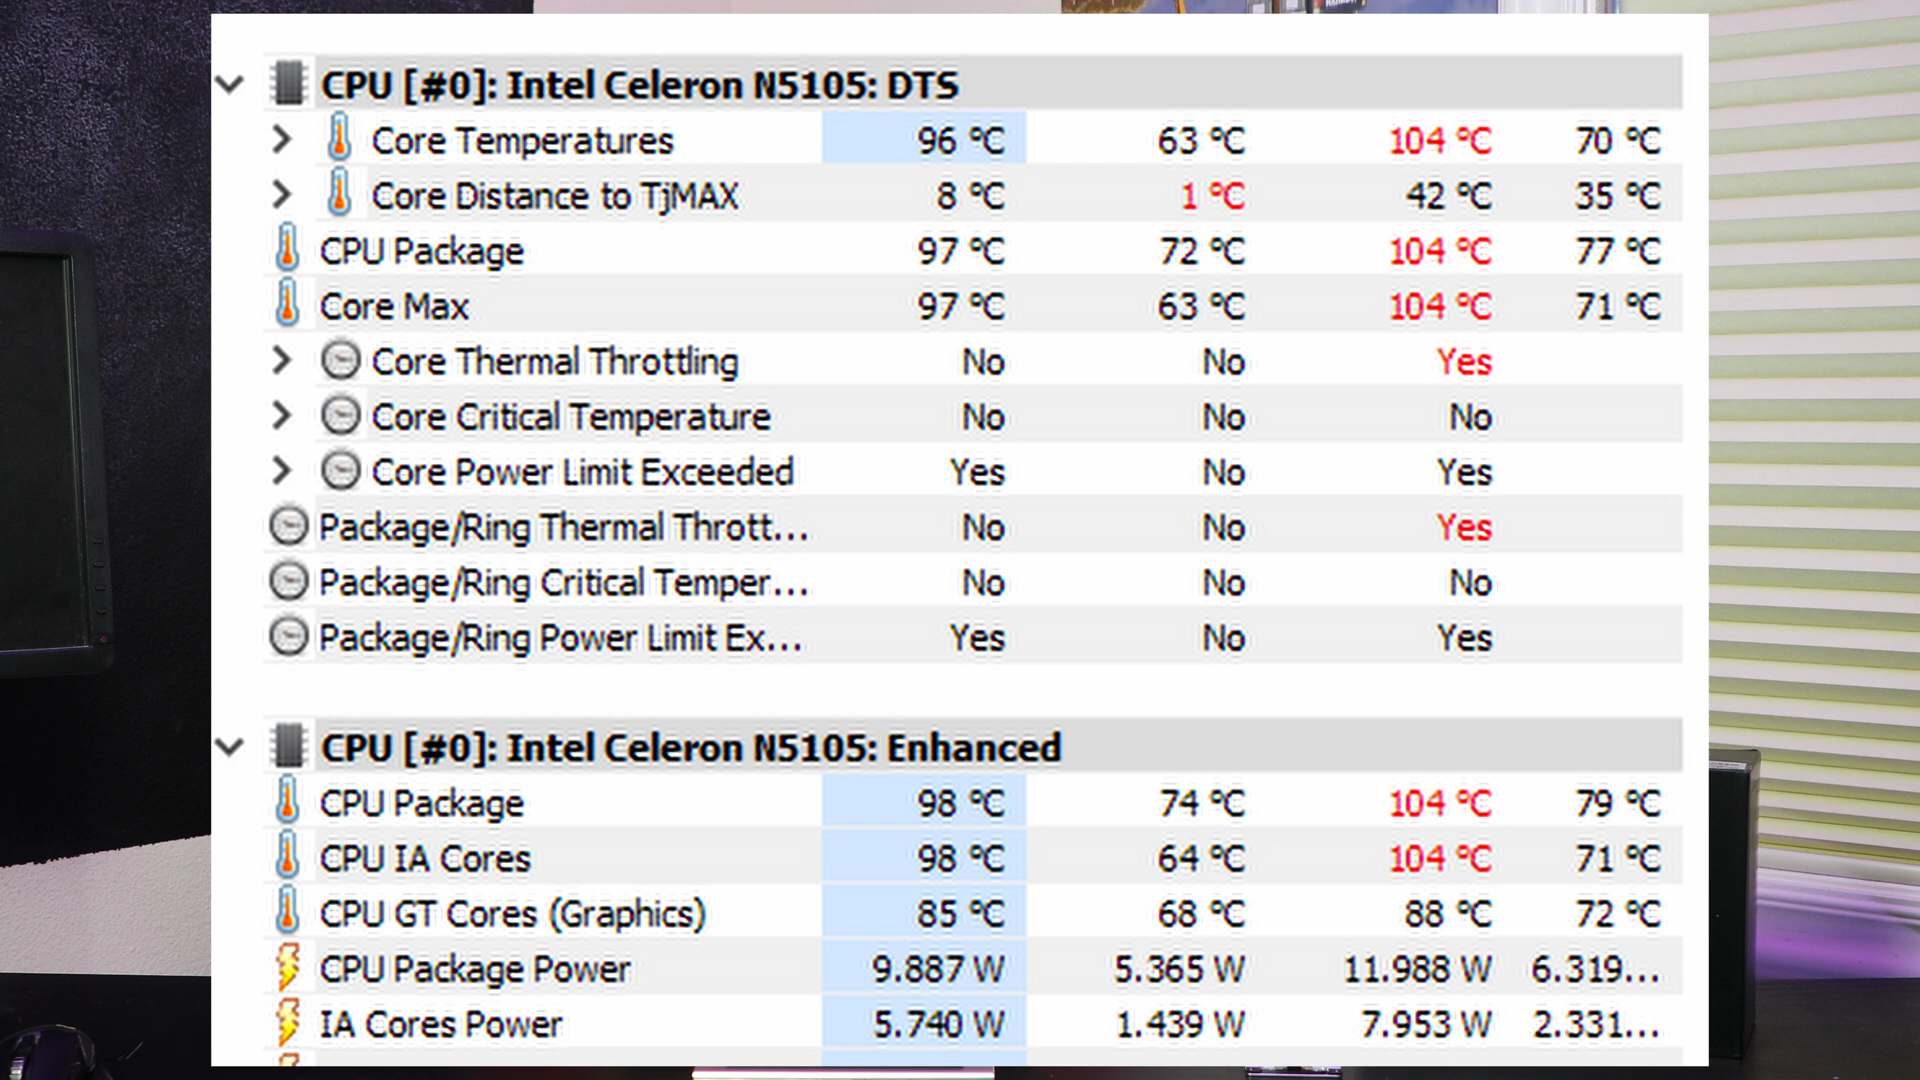 CPU [#0]: Intel Celeron N5105: DTS
Core Temperatures 96 °C 63 °C 104 °C 70 °C
Core Distance to TjMAX 8 °C 1 °C 42 °C 35 °C
CPU Package 97 °C 72 °C 104 °C 77 °C
Core Max 97 °C 63 °C 104 °C 71 °C
Core Thermal Throttling No No Yes
Core Critical Temperature No No No
Core Power Limit Exceeded Yes No Yes
Package/Ring Thermal Thrott... No No Yes
Package/Ring Critical Temper... No No No
Package/Ring Power Limit Ex... Yes No Yes
CPU [#0]: Intel Celeron N5105: Enhanced
CPU Package 98 °C 74 °C 104 °C 79 °C
CPU IA Cores 98 °C 64 °C 104 °C 71 °C
CPU GT Cores (Graphics) 85 °C 68 °C 88 °C 72 °C
CPU Package Power 9.887 W 5.365 W 11.988 W 6.319...
IA Cores Power 5.740 W 1.439 W 7.953 W 2.331...